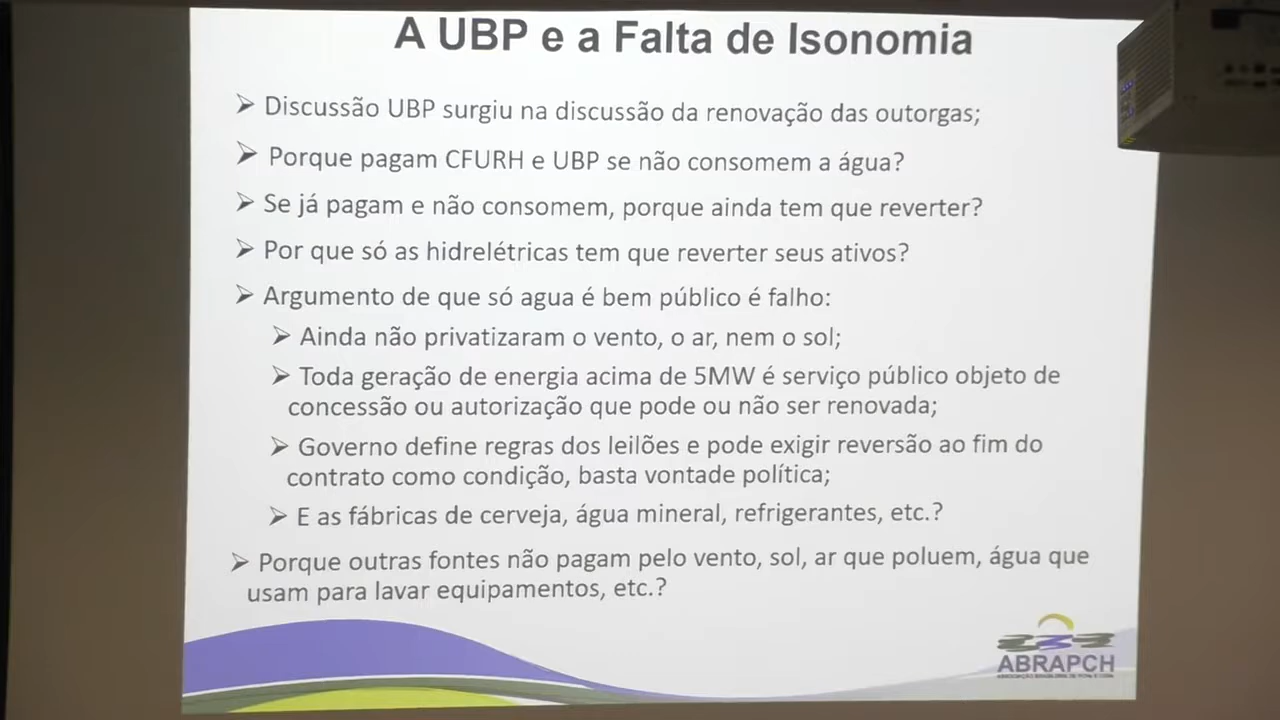 A UBP e a Falta de Isonomia
➢ Discussão UBP surgiu na discussão da renovação das outorgas;
➢ Porque pagam CFURH e UBP se não consomem a água?
➢ Se já pagam e não consomem, porque ainda tem que reverter?
➢ Por que só as hidrelétricas tem que reverter seus ativos?
➢ Argumento de que só agua é bem público é falho:
➢ Ainda não privatizaram o vento, o ar, nem o sol;
➢ Toda geração de energia acima de 5MW é serviço público objeto de
concessão ou autorização que pode ou não ser renovada;
➢ Governo define regras dos leilões e pode exigir reversão ao fim do
contrato como condição, basta vontade política;
➢ E as fábricas de cerveja, água mineral, refrigerantes, etc.?
➢ Porque outras fontes não pagam pelo vento, sol, ar que poluem, água que
usam para lavar equipamentos, etc.?
ABRAPCH